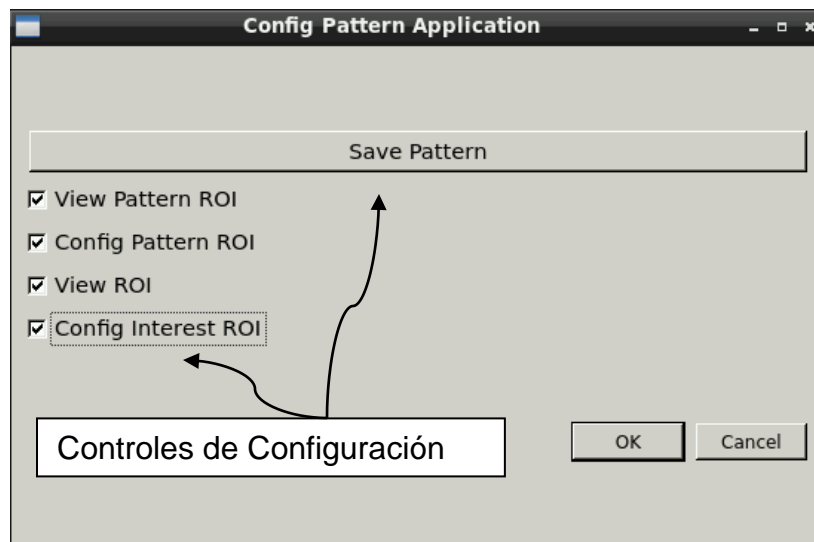 Config Pattern Application
Save Pattern
View Pattern ROI
Config Pattern ROI
View ROI
Config Interest ROI
Controles de Configuración
OK
Cancel